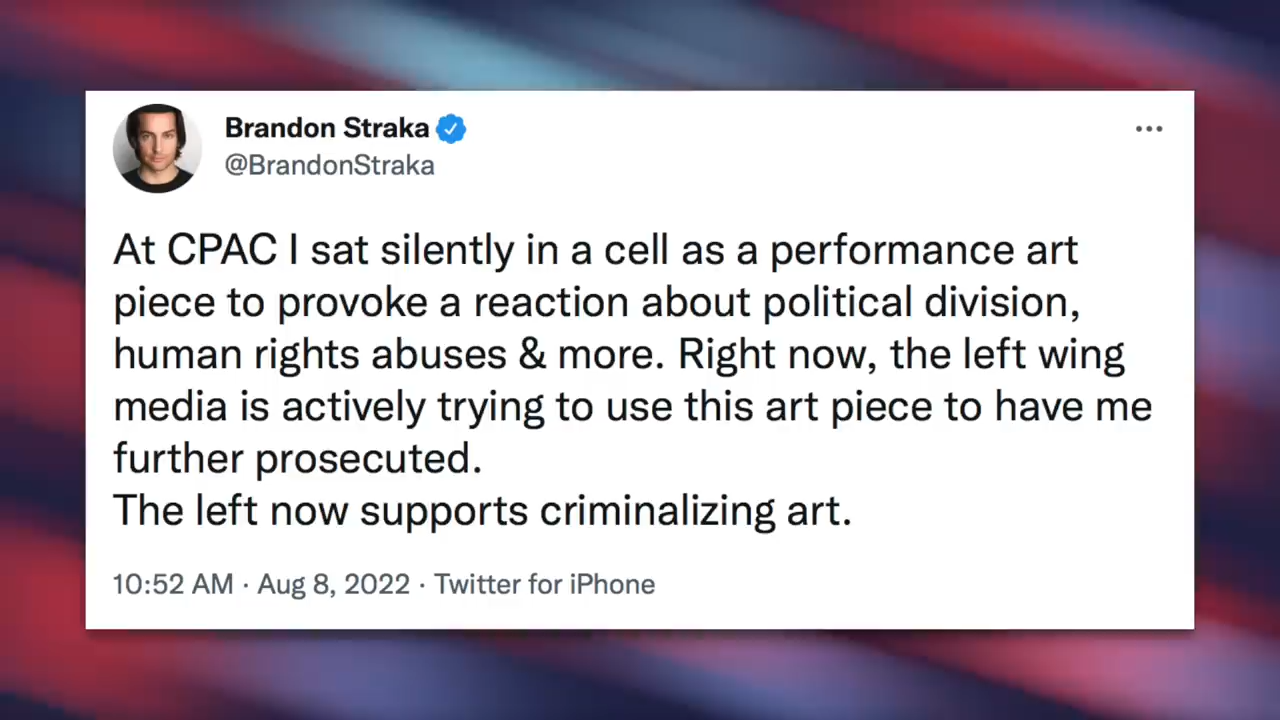 Brandon Straka
@BrandonStraka
At CPAC I sat silently in a cell as a performance art
piece to provoke a reaction about political division,
human rights abuses & more. Right now, the left wing
media is actively trying to use this art piece to have me
further prosecuted.
The left now supports criminalizing art.
10:52 AM · Aug 8, 2022 · Twitter for iPhone